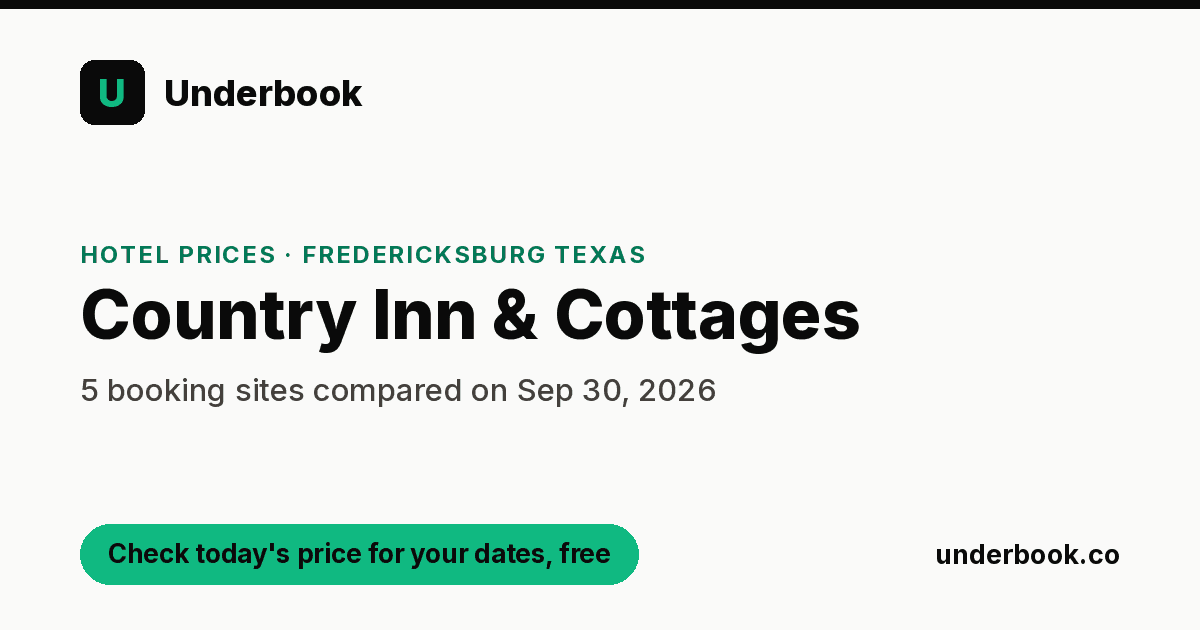 U Underbook
HOTEL PRICES · FREDERICKSBURG TEXAS
Country Inn & Cottages
5 booking sites compared on Sep 30, 2026
Check today's price for your dates, free
underbook.co